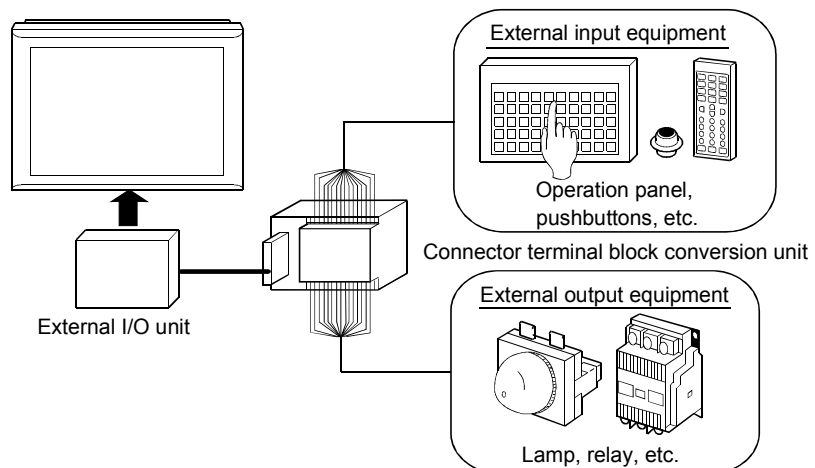 External input equipment
Operation panel,
pushbuttons, etc.
Connector terminal block conversion unit
External I/O unit
External output equipment
Lamp, relay, etc.